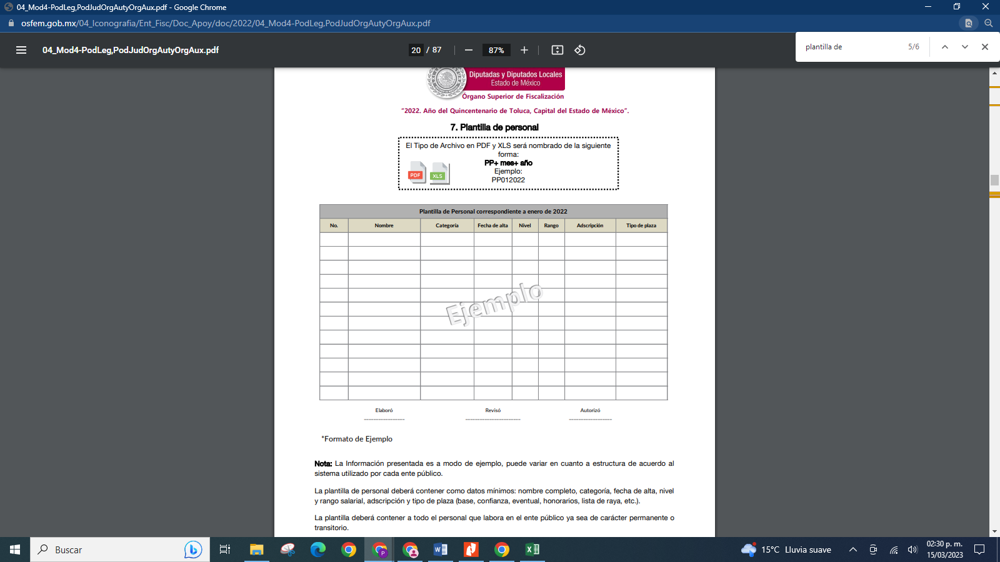 04_Mod4-PodLeg,PodJudOrgAutyOrgAux.pdf - Google Chrome
osfem.gob.mx/04_Iconografia/Ent_Fisc/Doc_Apoy/doc/2022/04_Mod4-PodLeg,PodJudOrgAutyOrgAux.pdf
04_Mod4-PodLeg,PodJudOrgAutyOrgAux.pdf
20 / 87
87%
plantilla de 5/6
Diputadas y Diputados Locales
Estado de México
Órgano Superior de Fiscalización
“2022. Año del Quincentenario de Toluca, Capital del Estado de México”.
7. Plantilla de personal
El Tipo de Archivo en PDF y XLS será nombrado de la siguiente
forma:
PP+ mes+ año
Ejemplo:
PP012022
PDF XLS
Plantilla de Personal correspondiente a enero de 2022
No. Nombre Categoría Fecha de alta Nivel Rango Adscripción Tipo de plaza
Ejemplo
Elaboró Revisó Autorizó
*Formato de Ejemplo
Nota: La Información presentada es a modo de ejemplo, puede variar en cuanto a estructura de acuerdo al
sistema utilizado por cada ente público.
La plantilla de personal deberá contener como datos mínimos: nombre completo, categoría, fecha de alta, nivel
y rango salarial, adscripción y tipo de plaza (base, confianza, eventual, honorarios, lista de raya, etc.).
La plantilla deberá contener a todo el personal que labora en el ente público ya sea de carácter permanente o
transitorio.
Buscar
P
15°C Lluvia suave
02:30 p. m.
15/03/2023